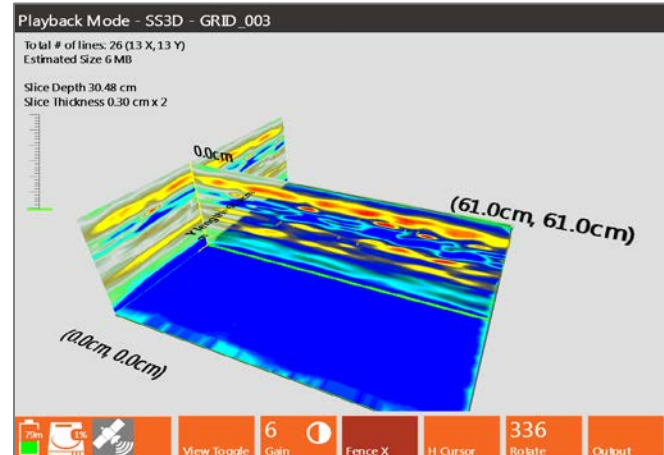 Playback Mode - SS3D - GRID_003
Total # of lines: 26 (13 X, 13 Y)
Estimated Size 6 MB
Slice Depth 30.48 cm
Slice Thickness 0.30 cm x 2
0.0cm
(61.0cm, 61.0cm)
Y length:
(0.0cm, 0.0cm)
79m
1%
View Toggle
6
Gain
Fence X
H Cursor
336
Rotate
Output